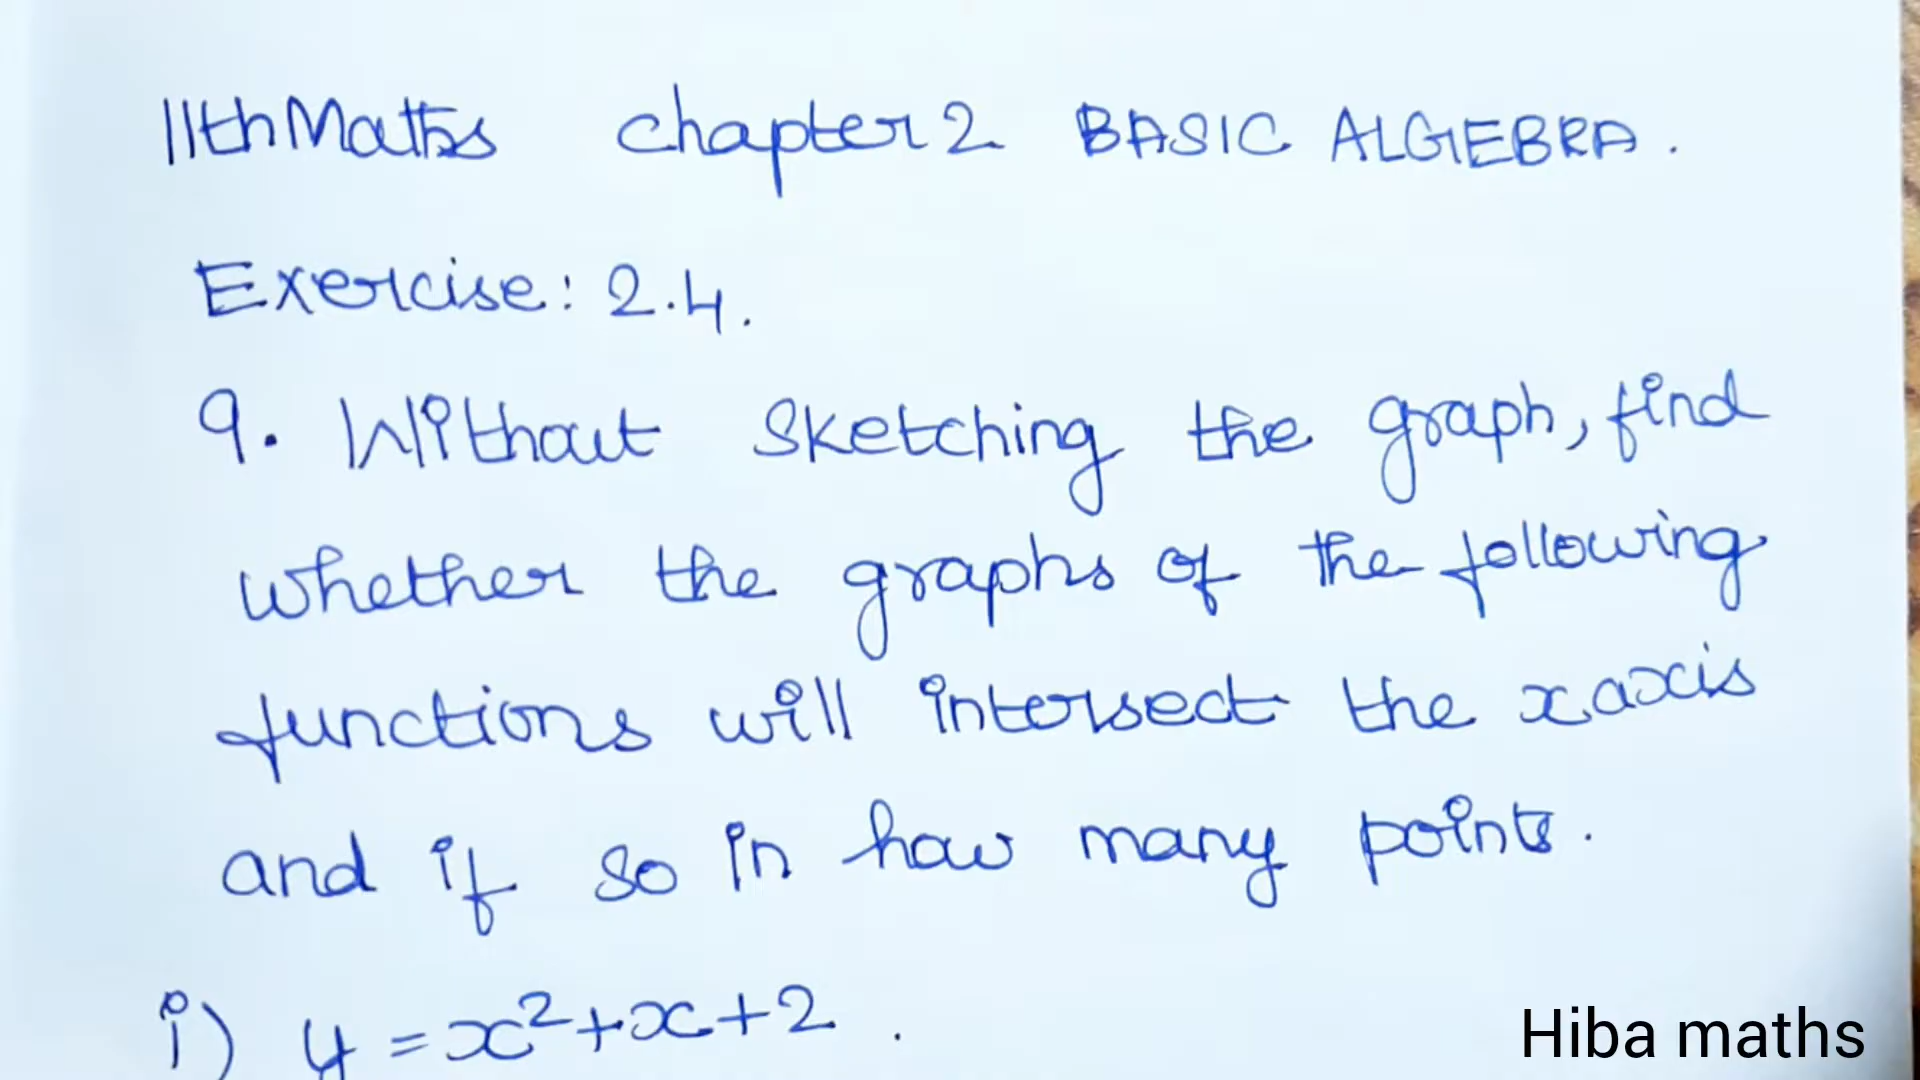 11th Maths chapter 2 BASIC ALGEBRA.
Exercise: 2.4.
9. Without sketching the graph, find
whether the graphs of the following
functions will intersect the x axis
and if so in how many points.
i) y = x²+x+2.
Hiba maths